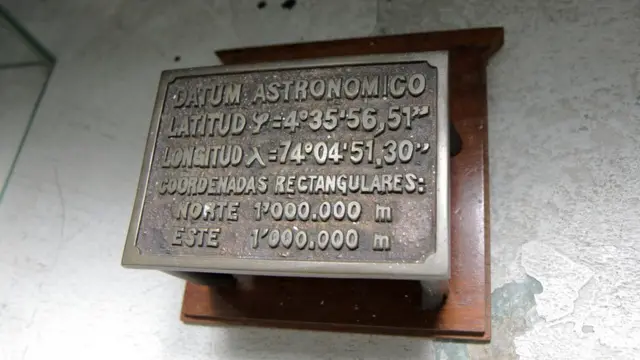 DATUM ASTRONOMICO
LATITUD φ=4°35'56,51"
LONGITUD λ=74°04'51,30"
COORDENADAS RECTANGULARES:
NORTE 1'000.000 m
ESTE 1'000.000 m